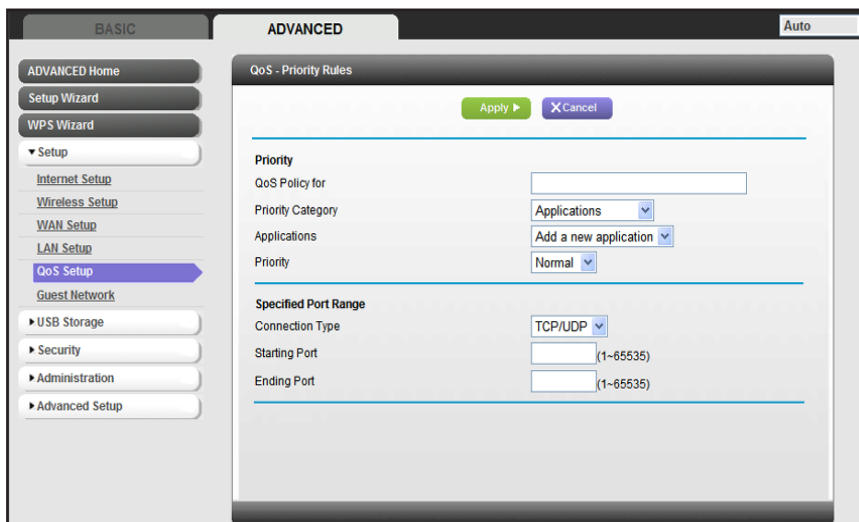 BASIC
ADVANCED
Auto
ADVANCED Home
Setup Wizard
WPS Wizard
Setup
Internet Setup
Wireless Setup
WAN Setup
LAN Setup
QoS Setup
Guest Network
USB Storage
Security
Administration
Advanced Setup
QoS - Priority Rules
Apply
Cancel
Priority
QoS Policy for
Priority Category Applications
Applications Add a new application
Priority Normal
Specified Port Range
Connection Type TCP/UDP
Starting Port (1~65535)
Ending Port (1~65535)